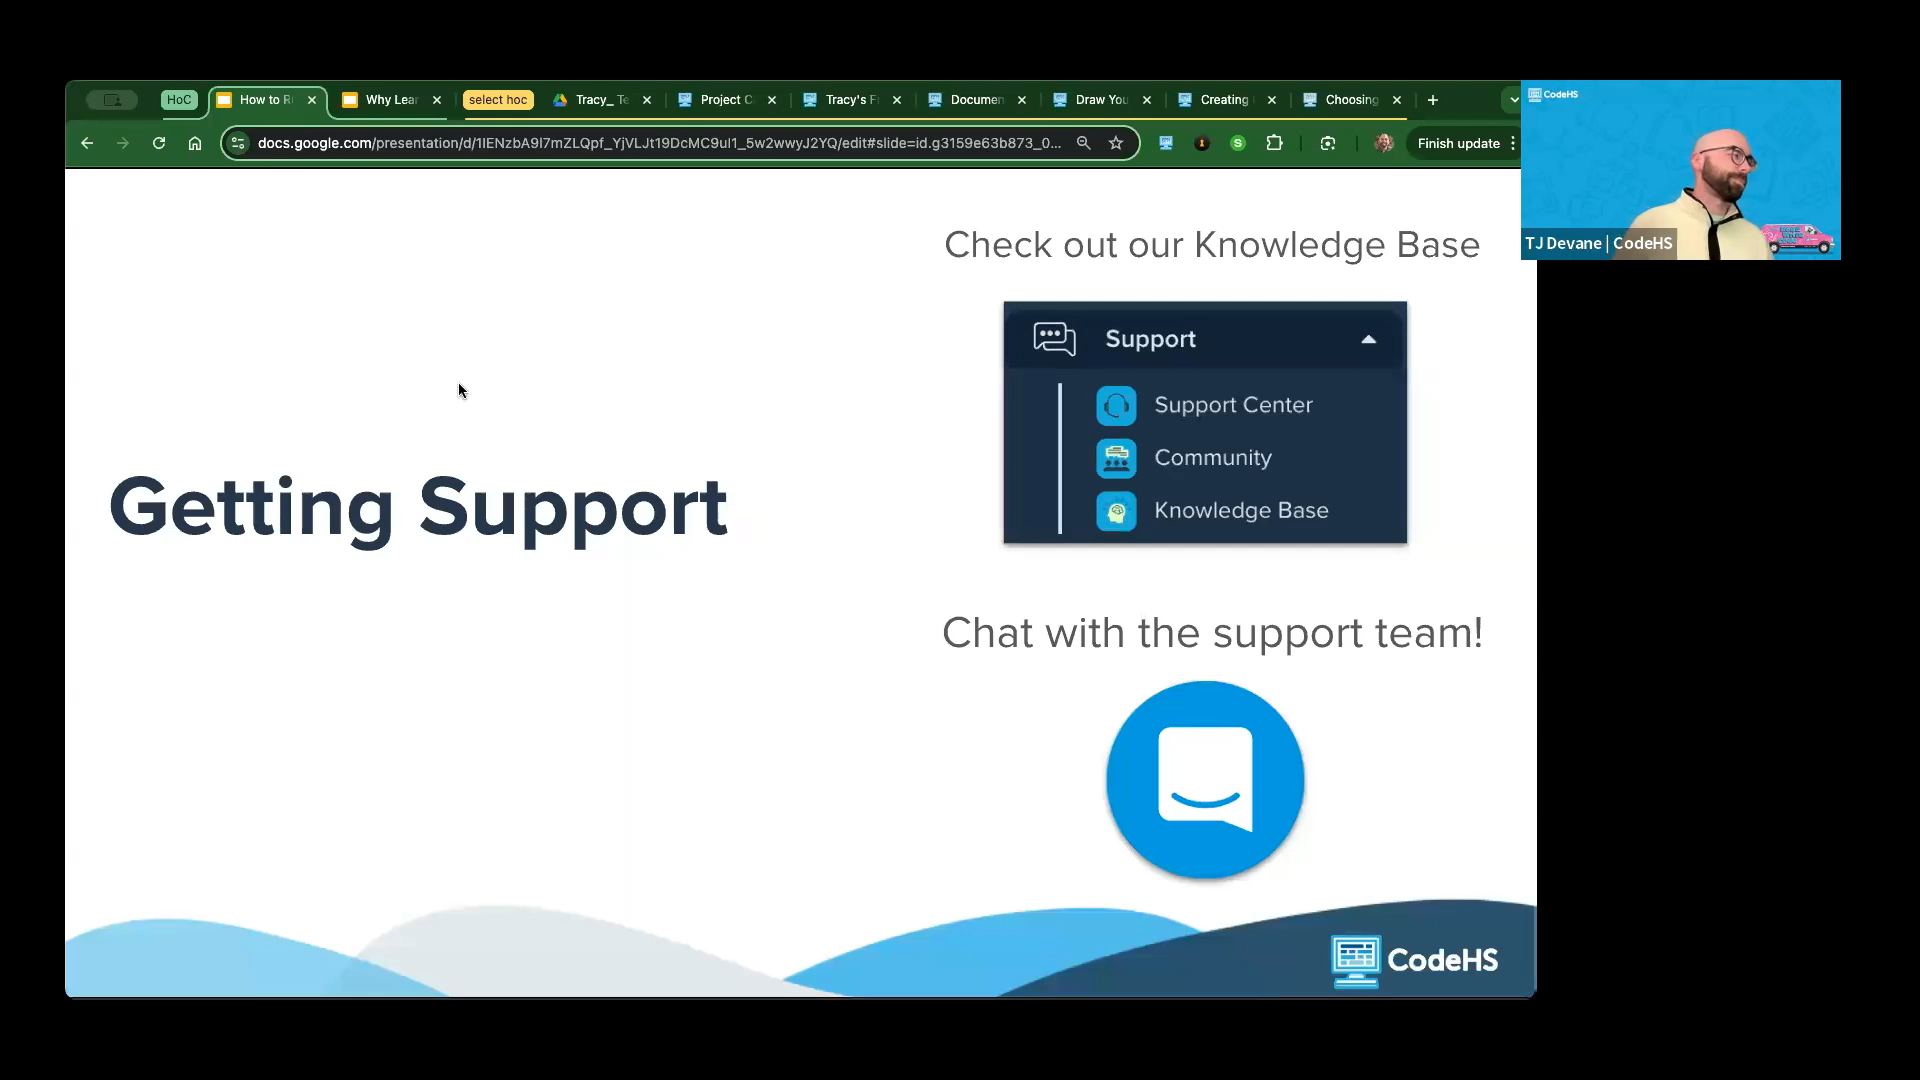 HoC
How to R
Why Lear
select hoc
Tracy_ Te
Project C
Tracy's F
Documen
Draw You
Creating
Choosing
docs.google.com/presentation/d/1IENzbA9I7mZLQpf_YjVLJt19DcMC9uI1_5w2wwyJ2YQ/edit#slide=id.g3159e63b873_0...
Finish update
CodeHS
TJ Devane | CodeHS
Getting Support
Check out our Knowledge Base
Support
Support Center
Community
Knowledge Base
Chat with the support team!
CodeHS